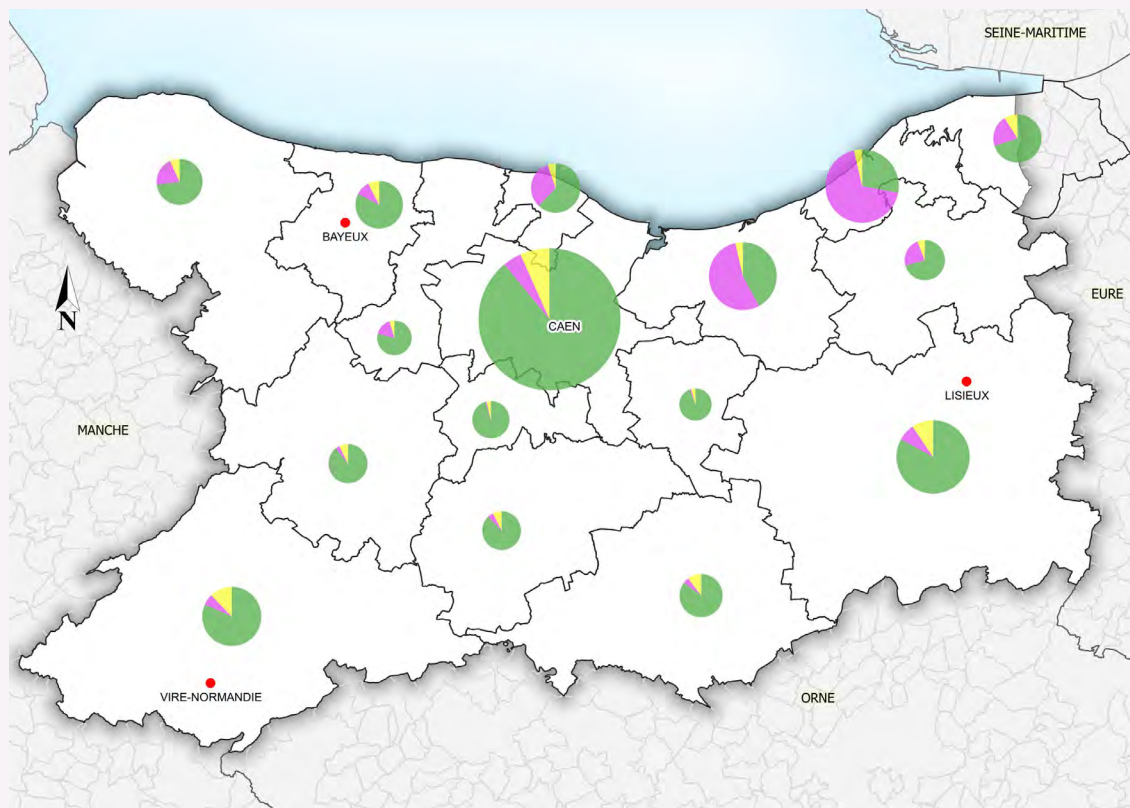 SEINE-MARITIME
BAYEUX
EURE
N
CAEN
LISIEUX
MANCHE
VIRE-NORMANDIE
ORNE